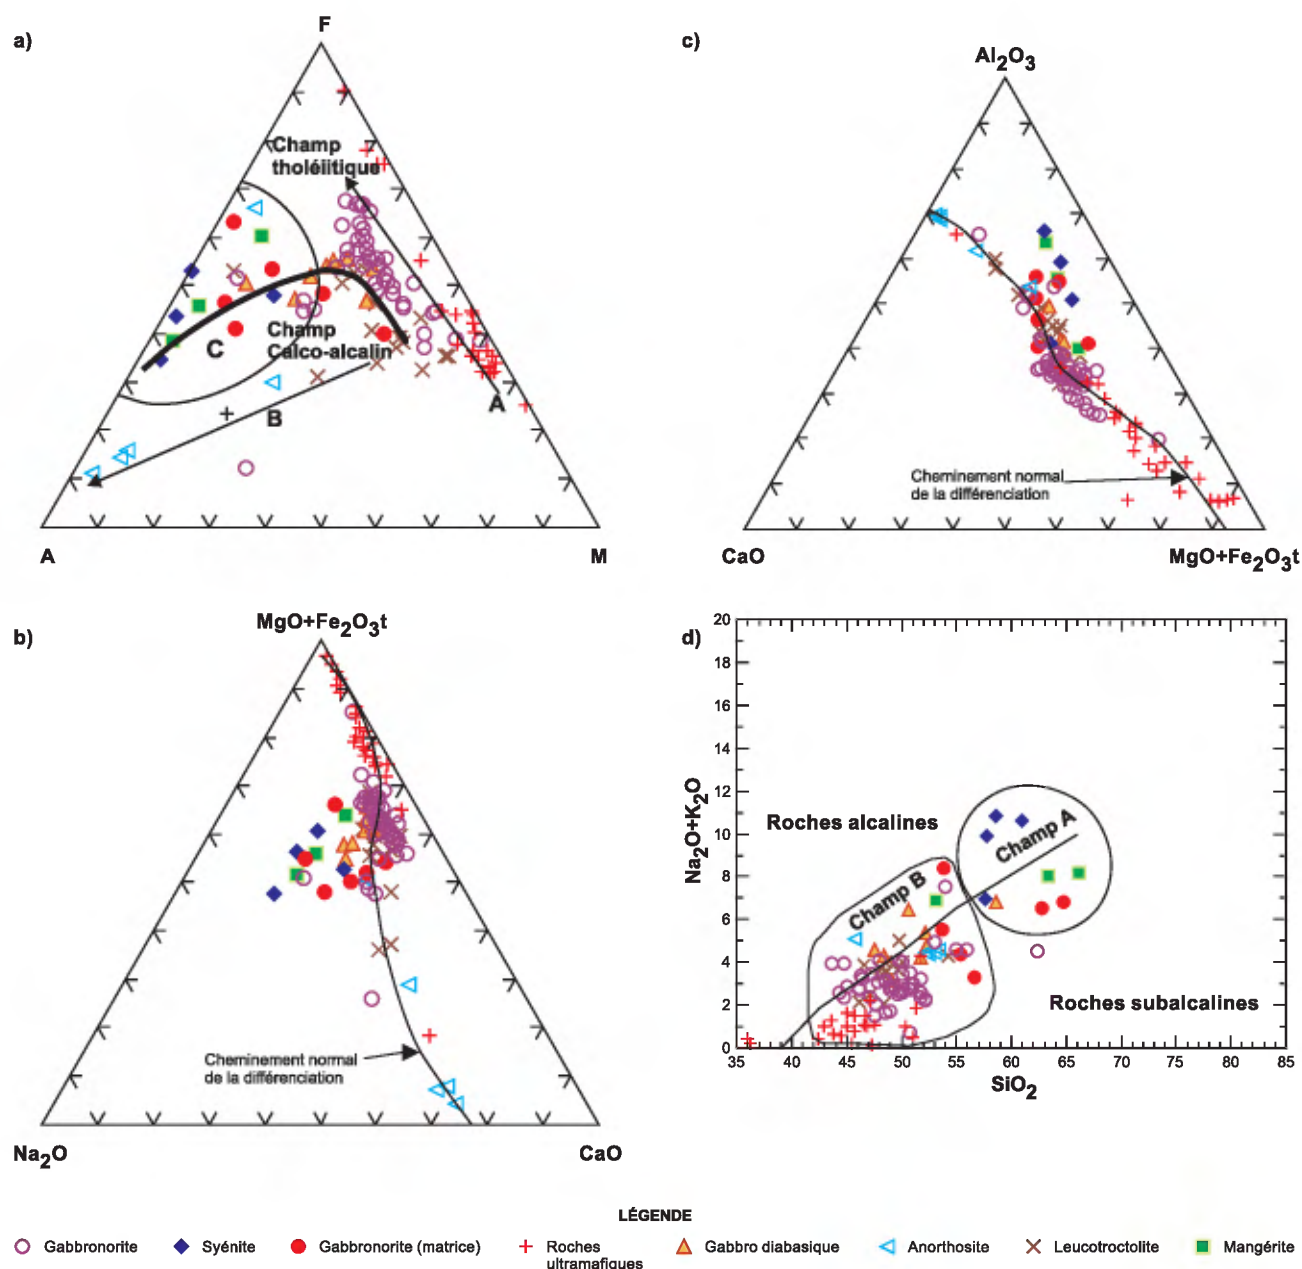 a)
F
Champ
tholéiitique
C
Champ
Calco-alcalin
B
A
A
M
c)
Al2O3
Cheminement normal
de la différenciation
CaO
MgO+Fe2O3t
b)
MgO+Fe2O3t
Cheminement normal
de la différenciation
Na2O
CaO
d)
20
18
16
14
12
10
8
6
4
2
0
Na2O+K2O
Roches alcalines
Champ A
Champ B
Roches subalcalines
35 40 45 50 55 60 65 70 75 80 85
SiO2
LÉGENDE
Gabbronorite
Syénite
Gabbronorite (matrice)
Roches
ultramafiques
Gabbro diabasique
Anorthosite
Leucotroctolite
Mangérite